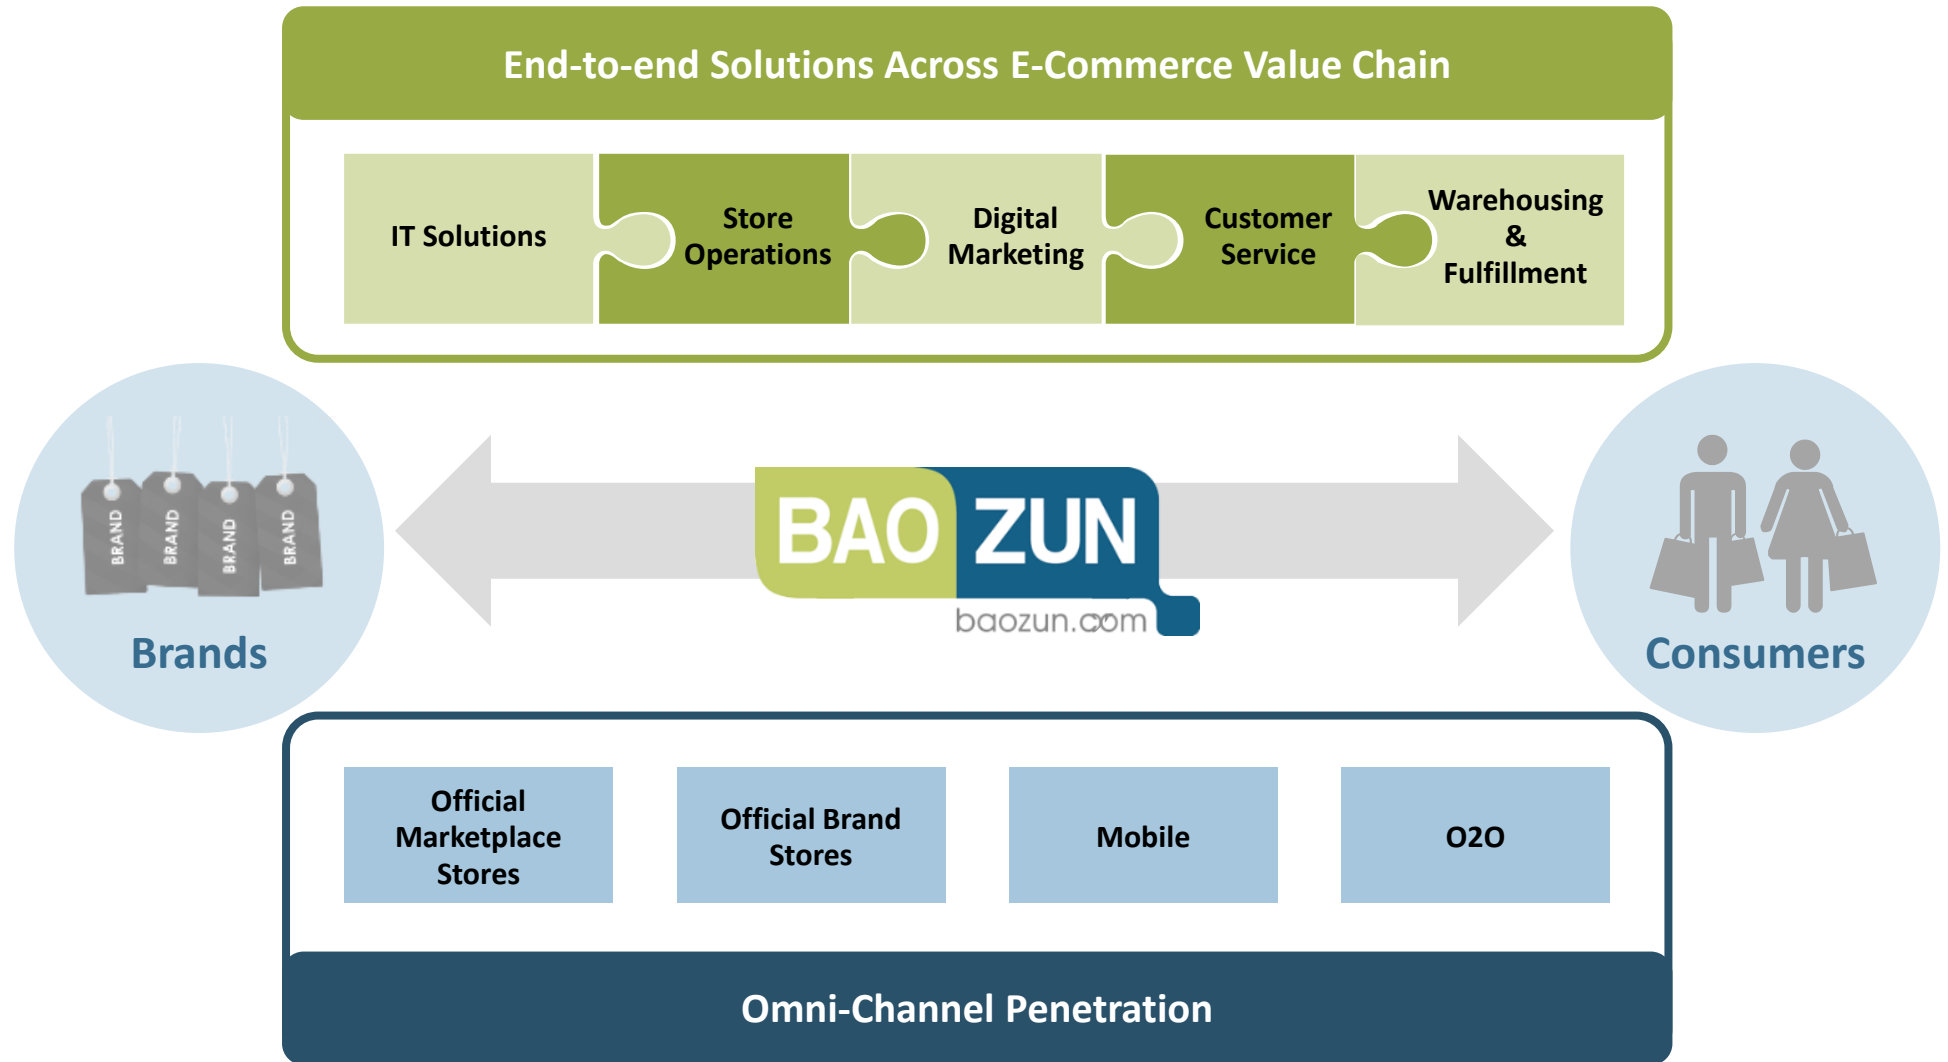 End-to-end Solutions Across E-Commerce Value Chain
IT Solutions
Store
Operations
Digital
Marketing
Customer
Service
Warehousing
&
Fulfillment
BRAND
BRAND
BRAND
BRAND
Brands
BAO ZUN
baozun.com
Consumers
Official
Marketplace
Stores
Official Brand
Stores
Mobile
O2O
Omni-Channel Penetration